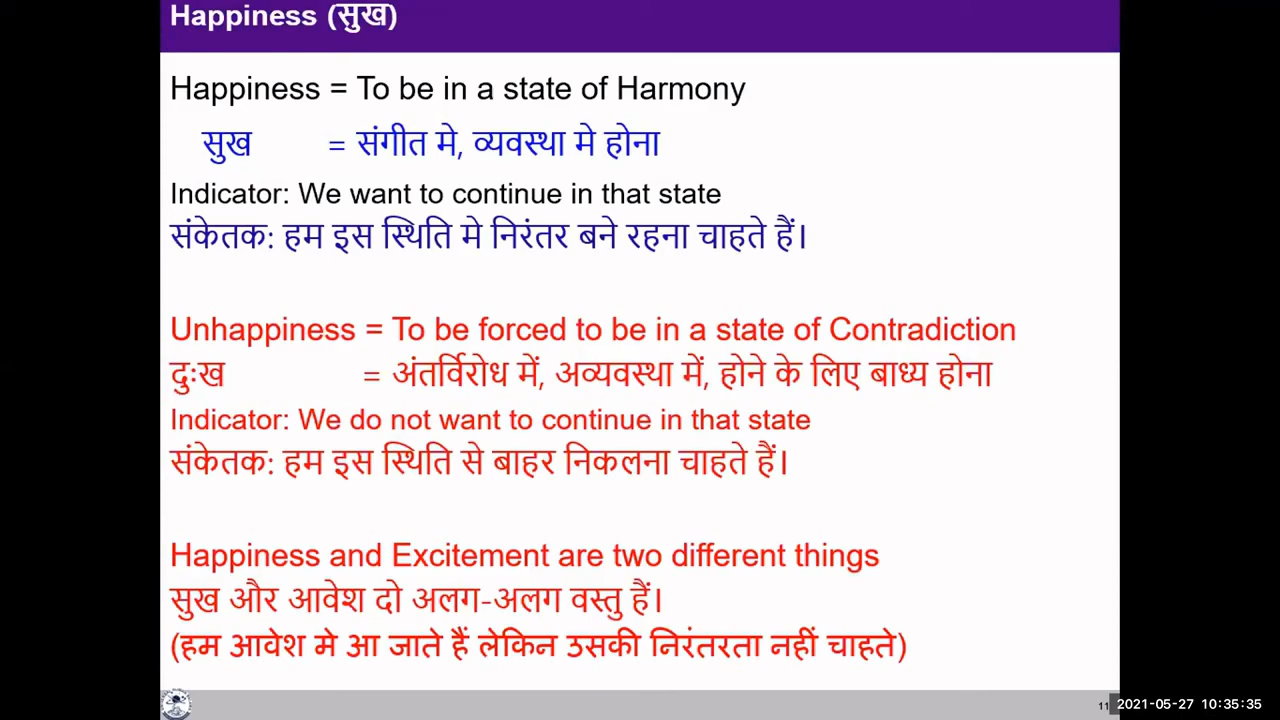 Happiness (सुख)
Happiness = To be in a state of Harmony
सुख = संगीत मे, व्यवस्था मे होना
Indicator: We want to continue in that state
संकेतक: हम इस स्थिति मे निरंतर बने रहना चाहते हैं।
Unhappiness = To be forced to be in a state of Contradiction
दुःख = अंतर्विरोध में, अव्यवस्था में, होने के लिए बाध्य होना
Indicator: We do not want to continue in that state
संकेतक: हम इस स्थिति से बाहर निकलना चाहते हैं।
Happiness and Excitement are two different things
सुख और आवेश दो अलग-अलग वस्तु हैं।
(हम आवेश मे आ जाते हैं लेकिन उसकी निरंतरता नहीं चाहते)
11 2021-05-27 10:35:35